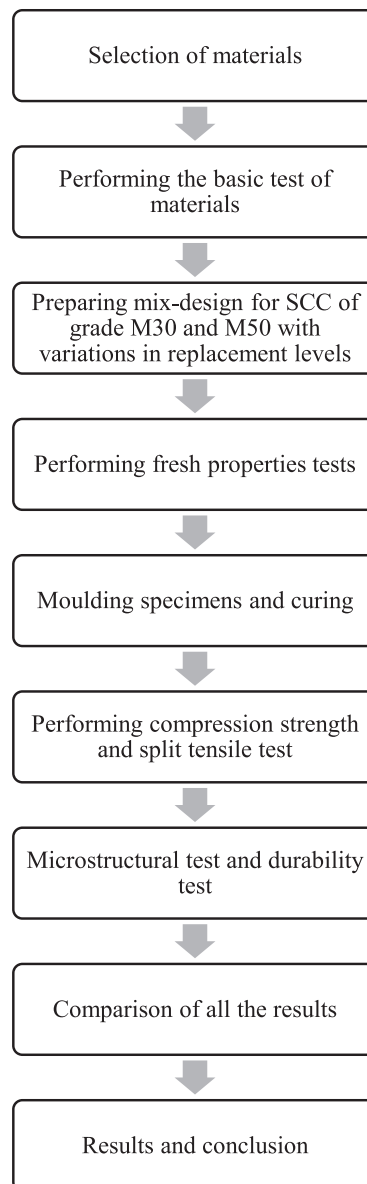 Selection of materials
Performing the basic test of
materials
Preparing mix-design for SCC of
grade M30 and M50 with
variations in replacement levels
Performing fresh properties tests
Moulding specimens and curing
Performing compression strength
and split tensile test
Microstructural test and durability
test
Comparison of all the results
Results and conclusion